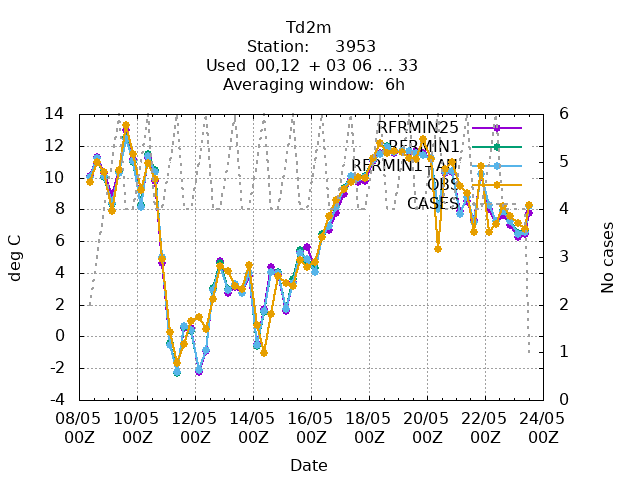 Td2m
Station: 3953
Used 00,12 + 03 06 ... 33
Averaging window: 6h
14
12
10
8
6
4
2
0
-2
-4
deg C
6
5
4
3
2
1
0
No cases
RFRMIN25
RFRMIN1
RFRMIN1+AD
OBS
CASES
08/05 10/05 12/05 14/05 16/05 18/05 20/05 22/05 24/05
00Z 00Z 00Z 00Z 00Z 00Z 00Z 00Z 00Z
Date